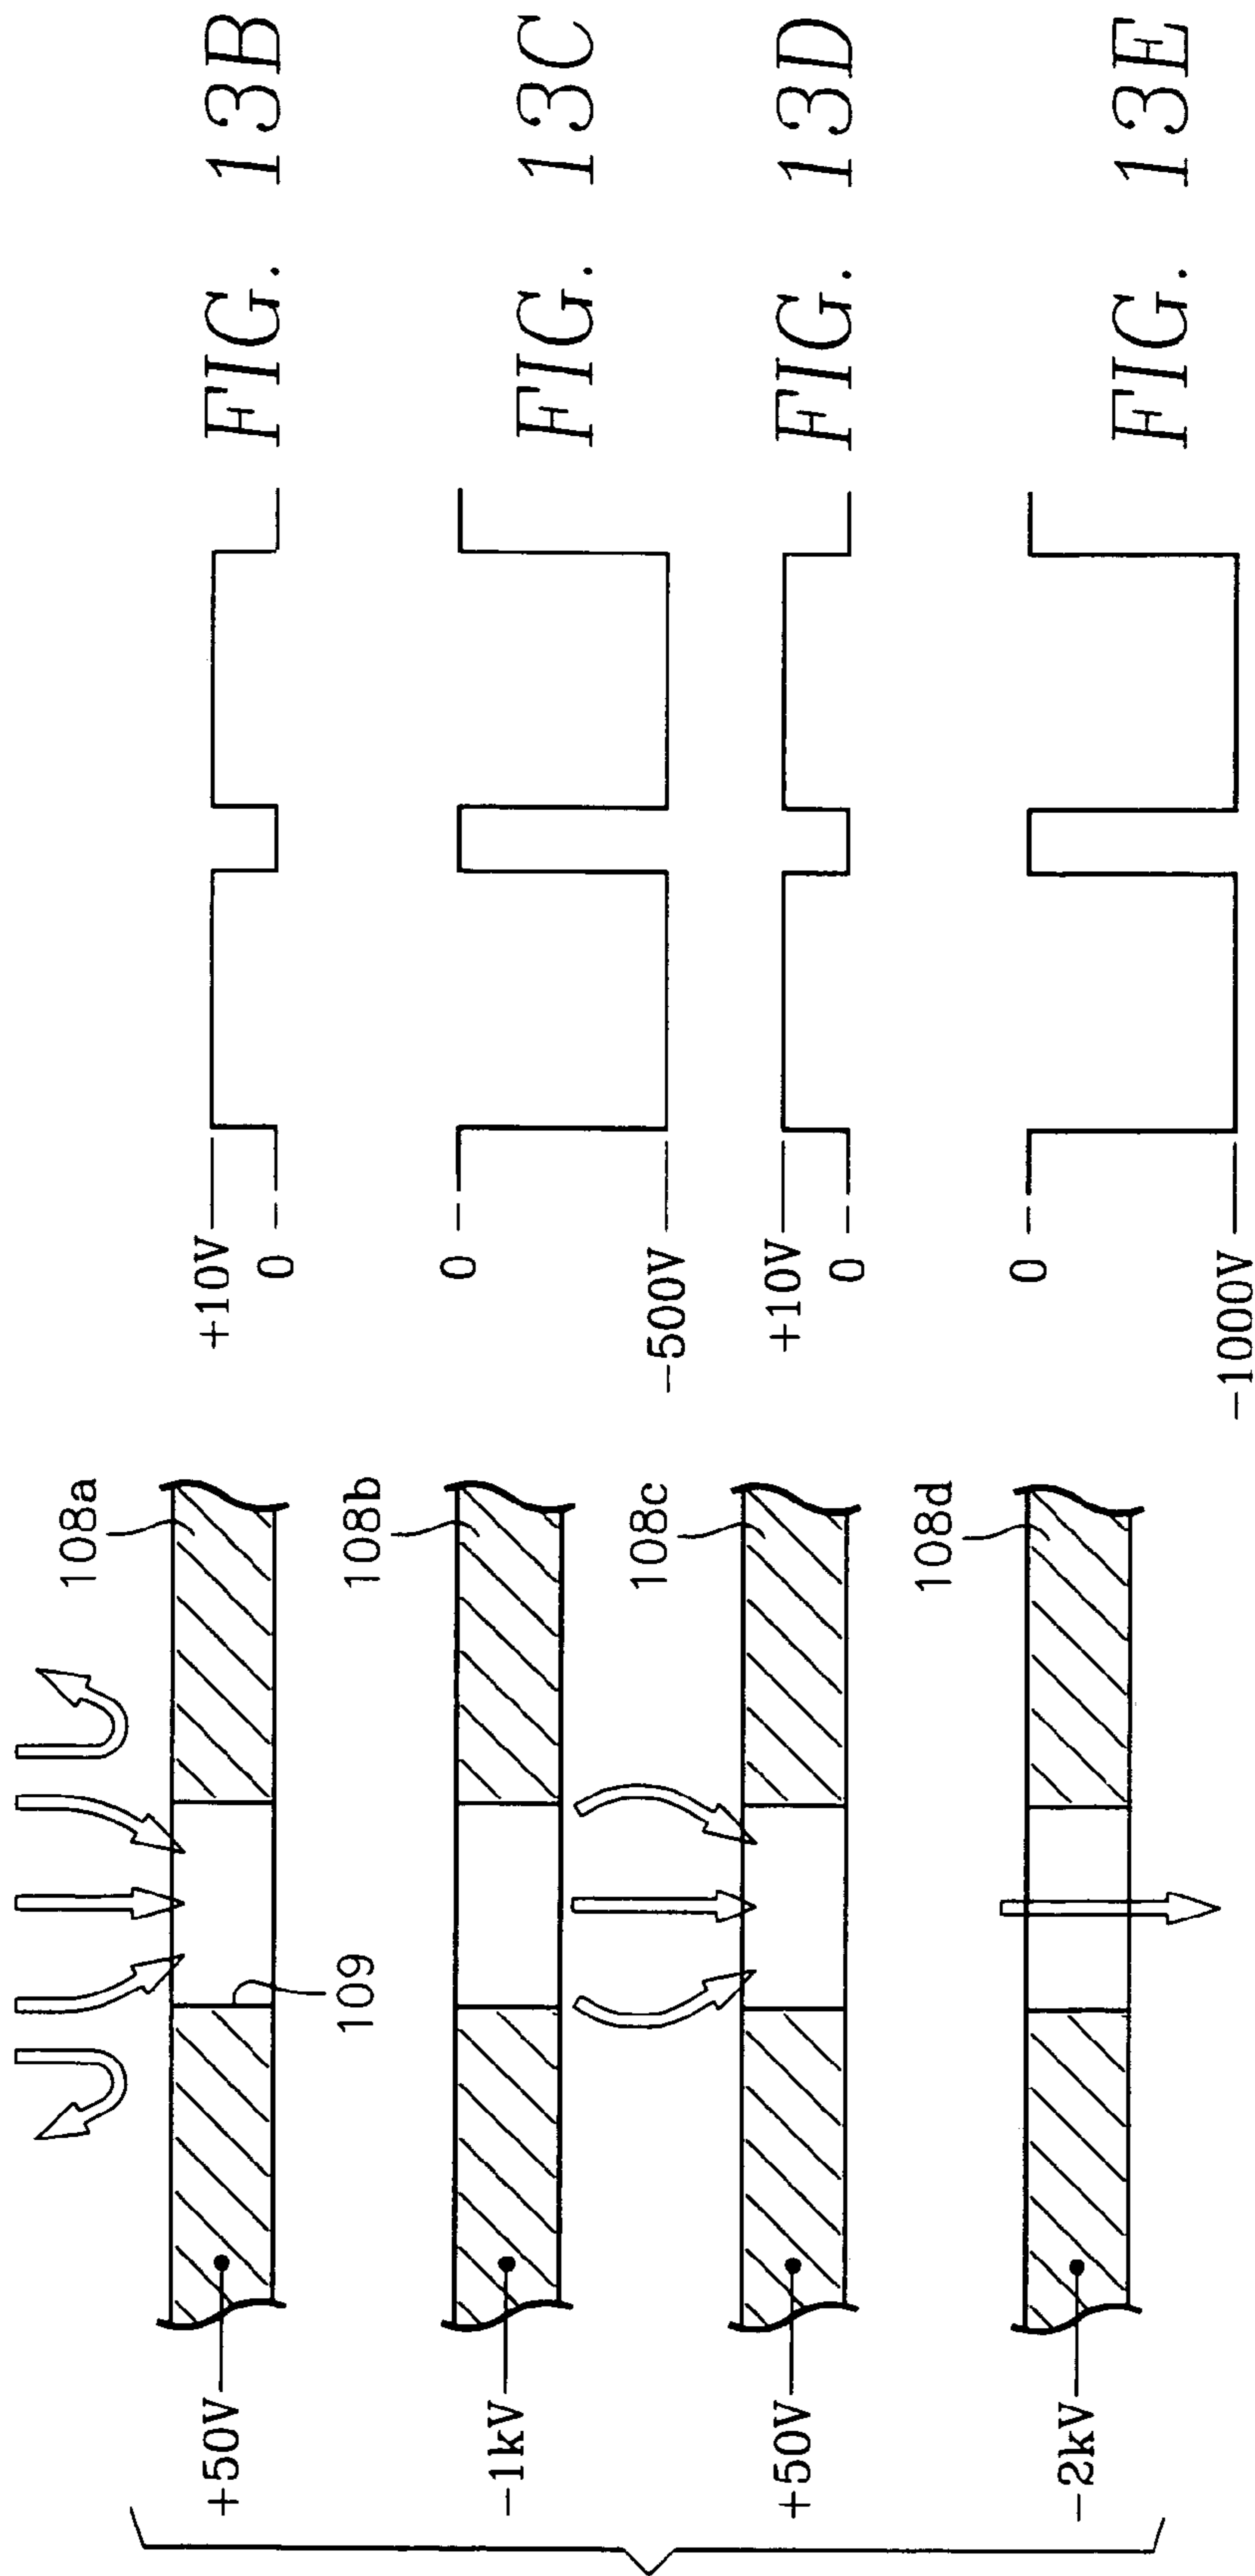 108a
+50V
109
+10V
0
FIG. 13B
108b
-1kV
0
-500V
FIG. 13C
108c
+50V
+10V
0
FIG. 13D
108d
-2kV
0
-1000V
FIG. 13E